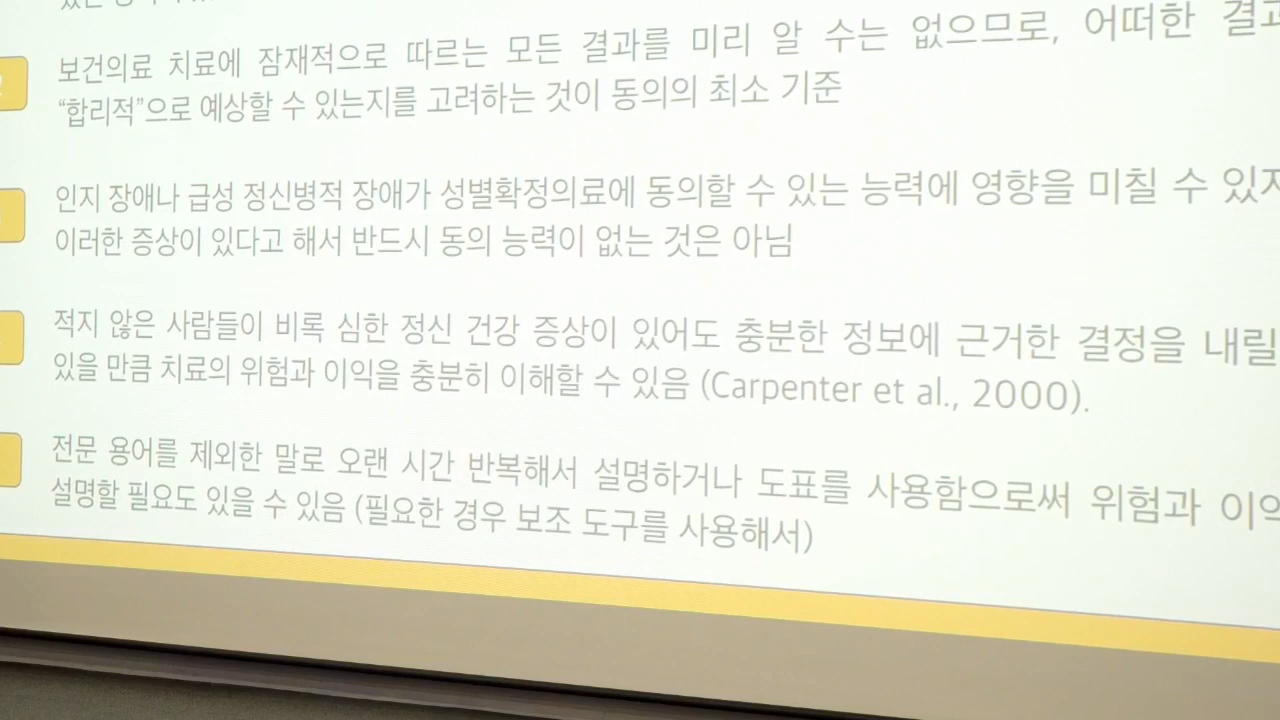 보건의료 치료에 잠재적으로 따르는 모든 결과를 미리 알 수는 없으므로, 어떠한 결과
“합리적”으로 예상할 수 있는지를 고려하는 것이 동의의 최소 기준
인지 장애나 급성 정신병적 장애가 성별확정의료에 동의할 수 있는 능력에 영향을 미칠 수 있지
이러한 증상이 있다고 해서 반드시 동의 능력이 없는 것은 아님
적지 않은 사람들이 비록 심한 정신 건강 증상이 있어도 충분한 정보에 근거한 결정을 내릴
있을 만큼 치료의 위험과 이익을 충분히 이해할 수 있음 (Carpenter et al., 2000).
전문 용어를 제외한 말로 오랜 시간 반복해서 설명하거나 도표를 사용함으로써 위험과 이익
설명할 필요도 있을 수 있음 (필요한 경우 보조 도구를 사용해서)